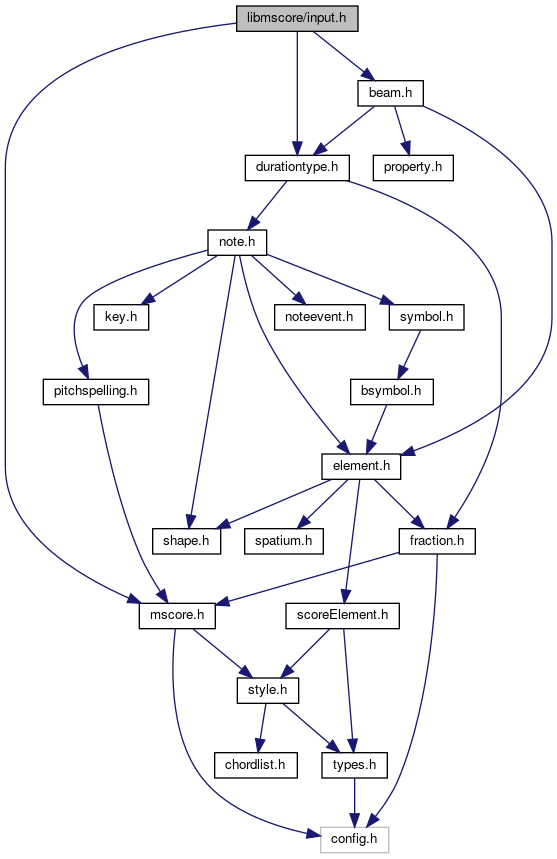 libmscore/input.h
beam.h
durationtype.h
property.h
note.h
key.h
noteevent.h
symbol.h
pitchspelling.h
bsymbol.h
element.h
shape.h
spatium.h
fraction.h
mscore.h
scoreElement.h
style.h
chordlist.h
types.h
config.h